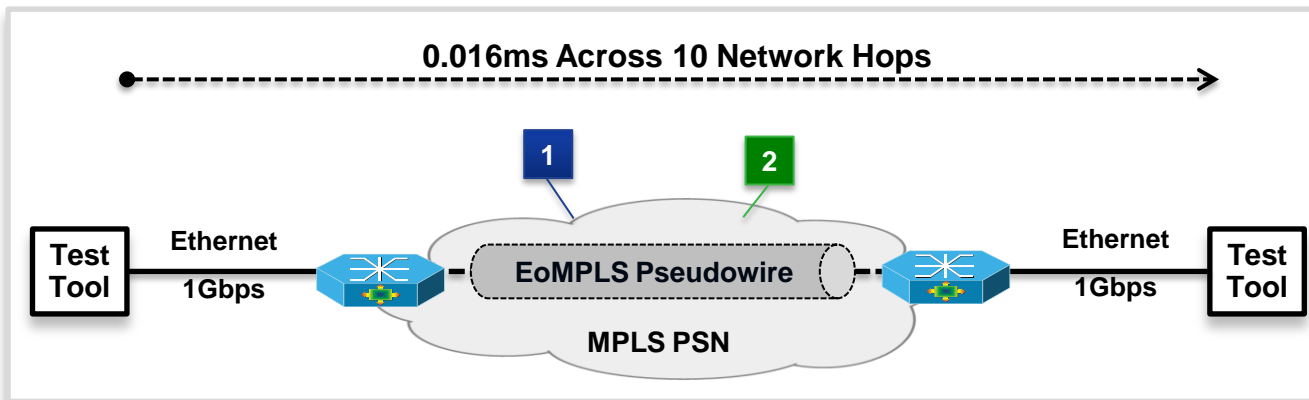 0.016ms Across 10 Network Hops
1
2
Test
Tool
Ethernet
1Gbps
EoMPLS Pseudowire
MPLS PSN
Ethernet
1Gbps
Test
Tool